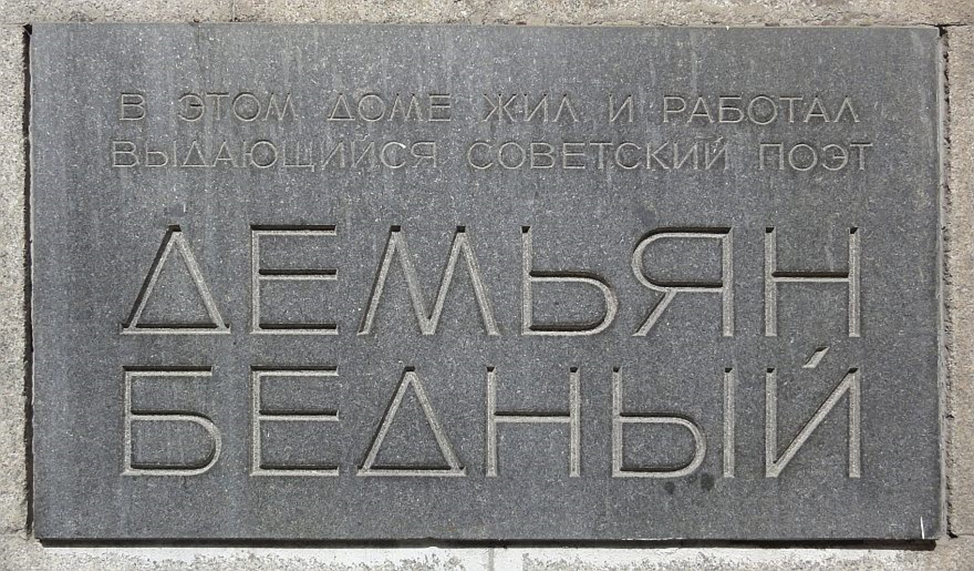 В ЭТОМ ДОМЕ ЖИЛ И РАБОТАЛ
ВЫДАЮЩИЙСЯ СОВЕТСКИЙ ПОЭТ
ДЕМЬЯН
БЕДНЫЙ